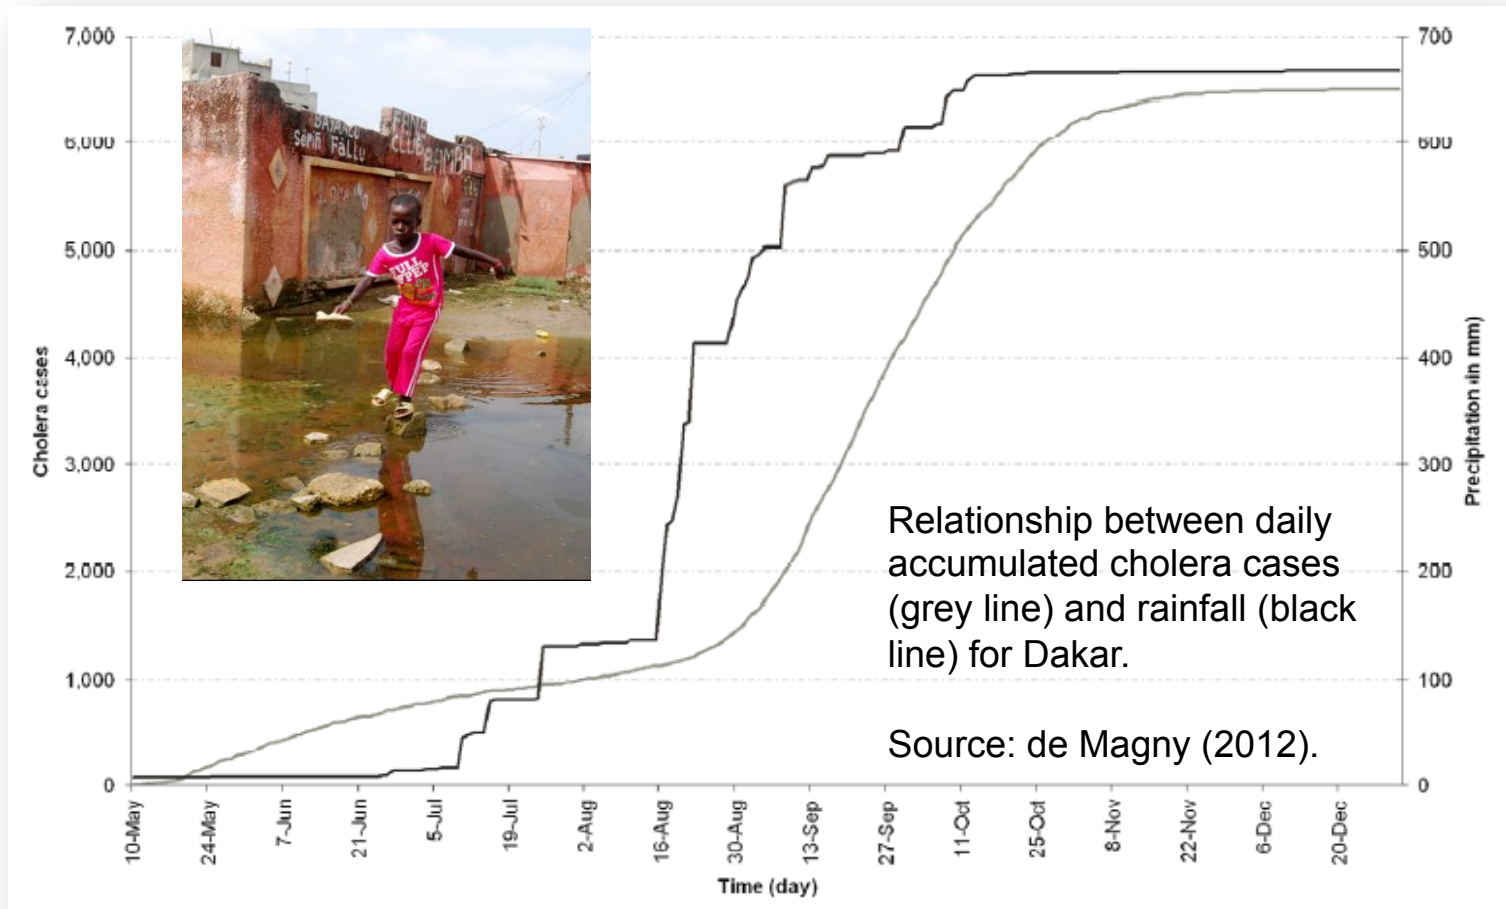 7,000
6,000
5,000
4,000
3,000
2,000
1,000
0
Cholera cases
700
600
500
400
300
200
100
0
Precipitation (in mm)
10-May
24-May
7-Jun
21-Jun
5-Jul
19-Jul
2-Aug
16-Aug
30-Aug
13-Sep
27-Sep
11-Oct
25-Oct
8-Nov
22-Nov
6-Dec
20-Dec
Time (day)
Serin FALLU
CLUB BAMBA
FULL
Relationship between daily
accumulated cholera cases
(grey line) and rainfall (black
line) for Dakar.
Source: de Magny (2012).